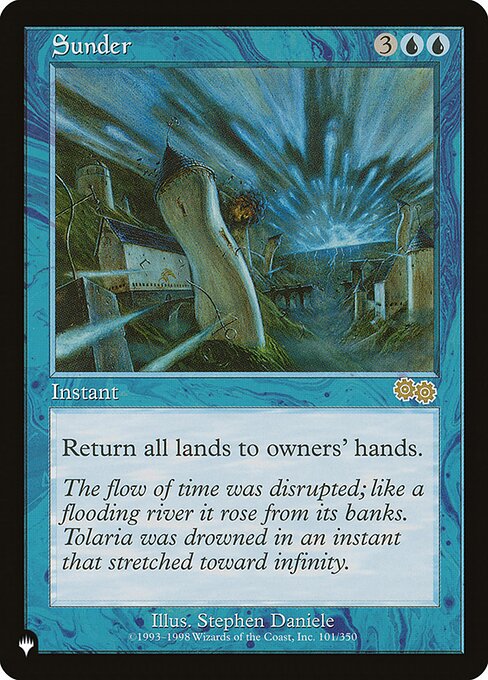 Sunder 3
Instant
Return all lands to owners' hands.
The flow of time was disrupted; like a
flooding river it rose from its banks.
Tolaria was drowned in an instant
that stretched toward infinity.
Illus. Stephen Daniele
©1993-1998 Wizards of the Coast, Inc. 101/350